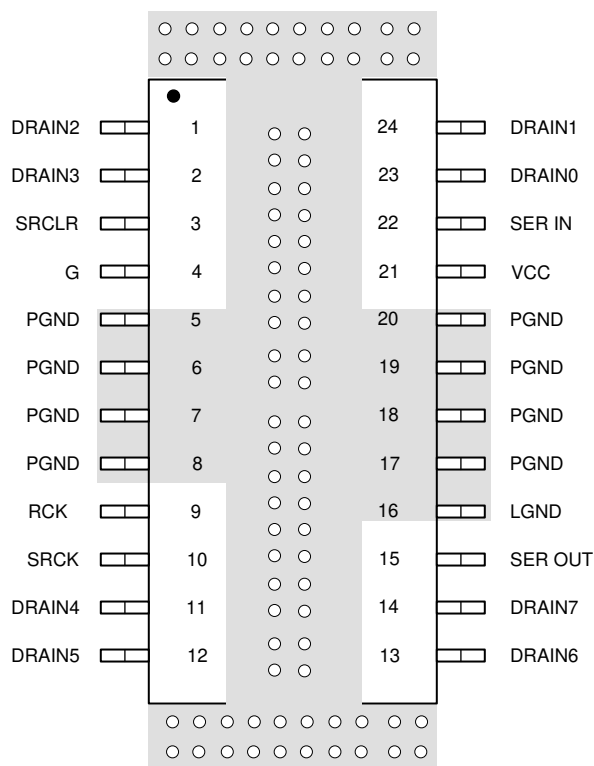 DRAIN2 1 24 DRAIN1
DRAIN3 2 23 DRAIN0
SRCLR 3 22 SER IN
G 4 21 VCC
PGND 5 20 PGND
PGND 6 19 PGND
PGND 7 18 PGND
PGND 8 17 PGND
RCK 9 16 LGND
SRCK 10 15 SER OUT
DRAIN4 11 14 DRAIN7
DRAIN5 12 13 DRAIN6